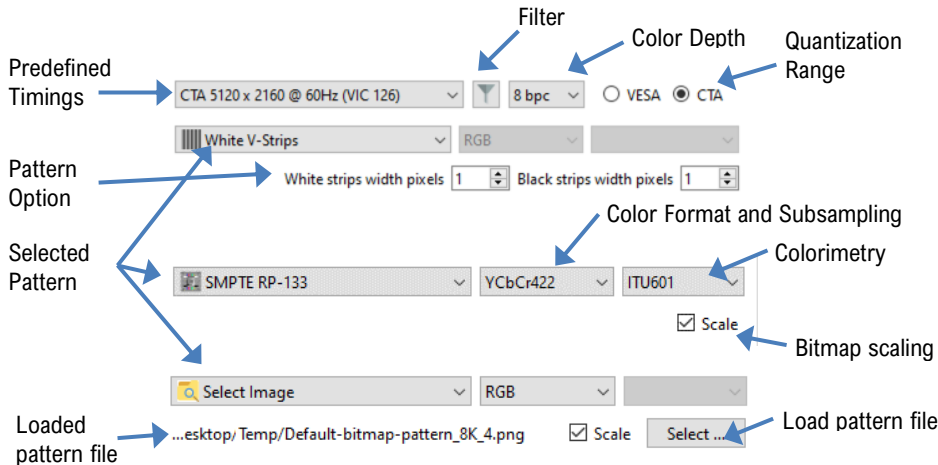 Filter
Color Depth
Quantization
Range
Predefined
Timings
CTA 5120 x 2160 @ 60Hz (VIC 126)
8 bpc
VESA
CTA
White V-Strips
RGB
Pattern
Option
White strips width pixels 1
Black strips width pixels 1
Color Format and Subsampling
Selected
Pattern
Colorimetry
SMPTE RP-133
YCbCr422
ITU601
Scale
Bitmap scaling
Select Image
RGB
Loaded
pattern file
...esktop/Temp/Default-bitmap-pattern_8K_4.png
Scale
Select ...
Load pattern file